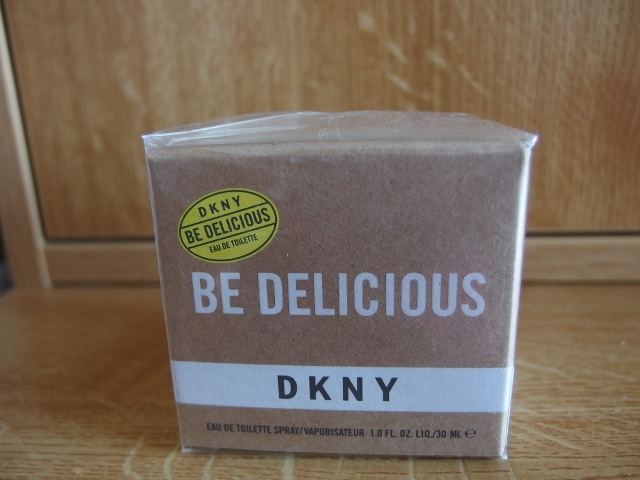 DKNY
BE DELICIOUS
EAU DE TOILETTE
BE DELICIOUS
DKNY
EAU DE TOILETTE SPRAY/VAPORISATEUR 1.0 FL. OZ. LIQ./30 ML ℮